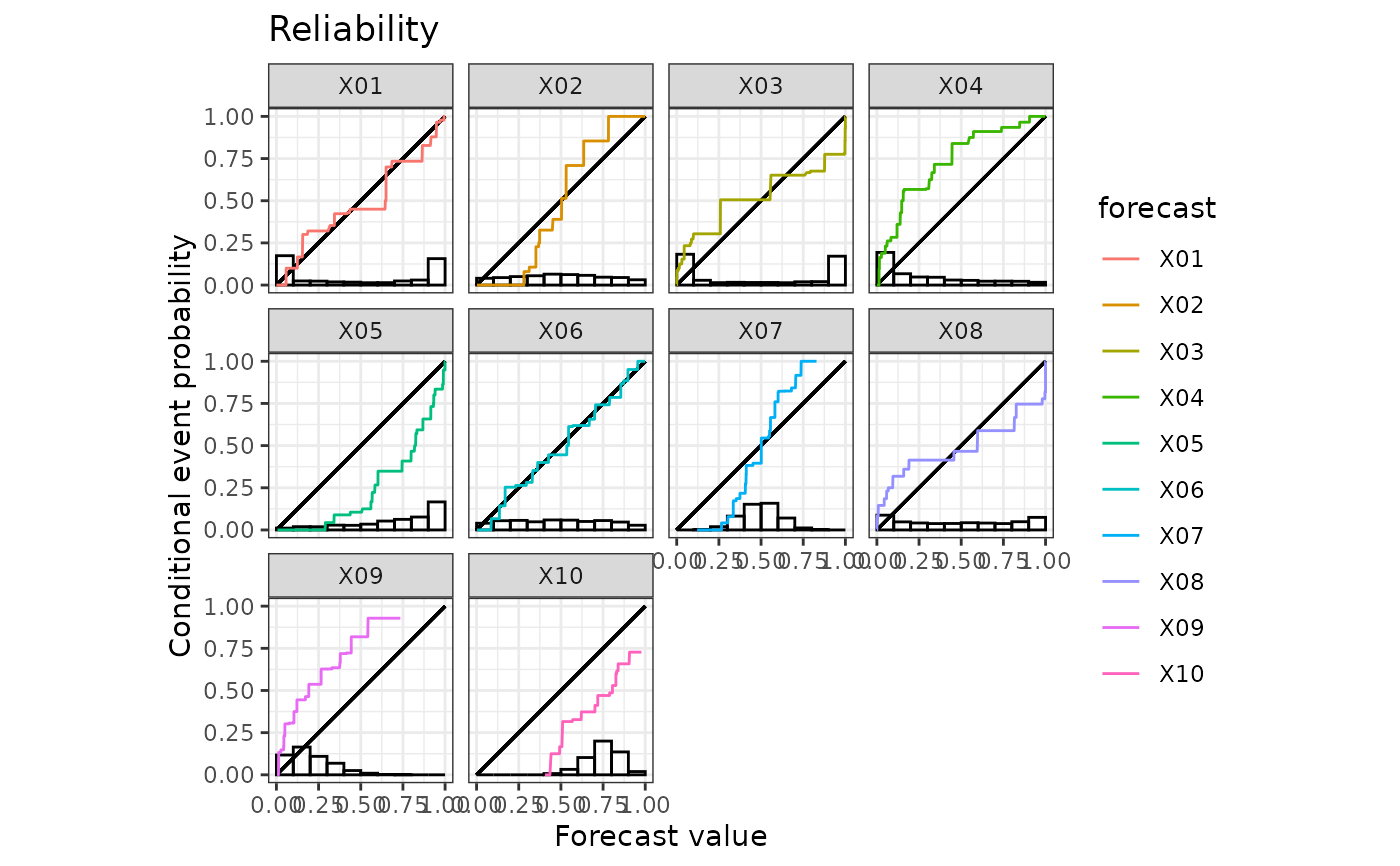 Reliability
X01 X02 X03 X04
1.00
0.75
0.50
0.25
0.00
X05 X06 X07 X08
1.00
0.75
0.50
0.25
0.00
0.00 0.25 0.50 0.75 1.00 0.00 0.25 0.50 0.75 1.00
X09 X10
1.00
0.75
0.50
0.25
0.00
0.00 0.25 0.50 0.75 1.00 0.00 0.25 0.50 0.75 1.00
Forecast value
Conditional event probability
forecast
X01
X02
X03
X04
X05
X06
X07
X08
X09
X10